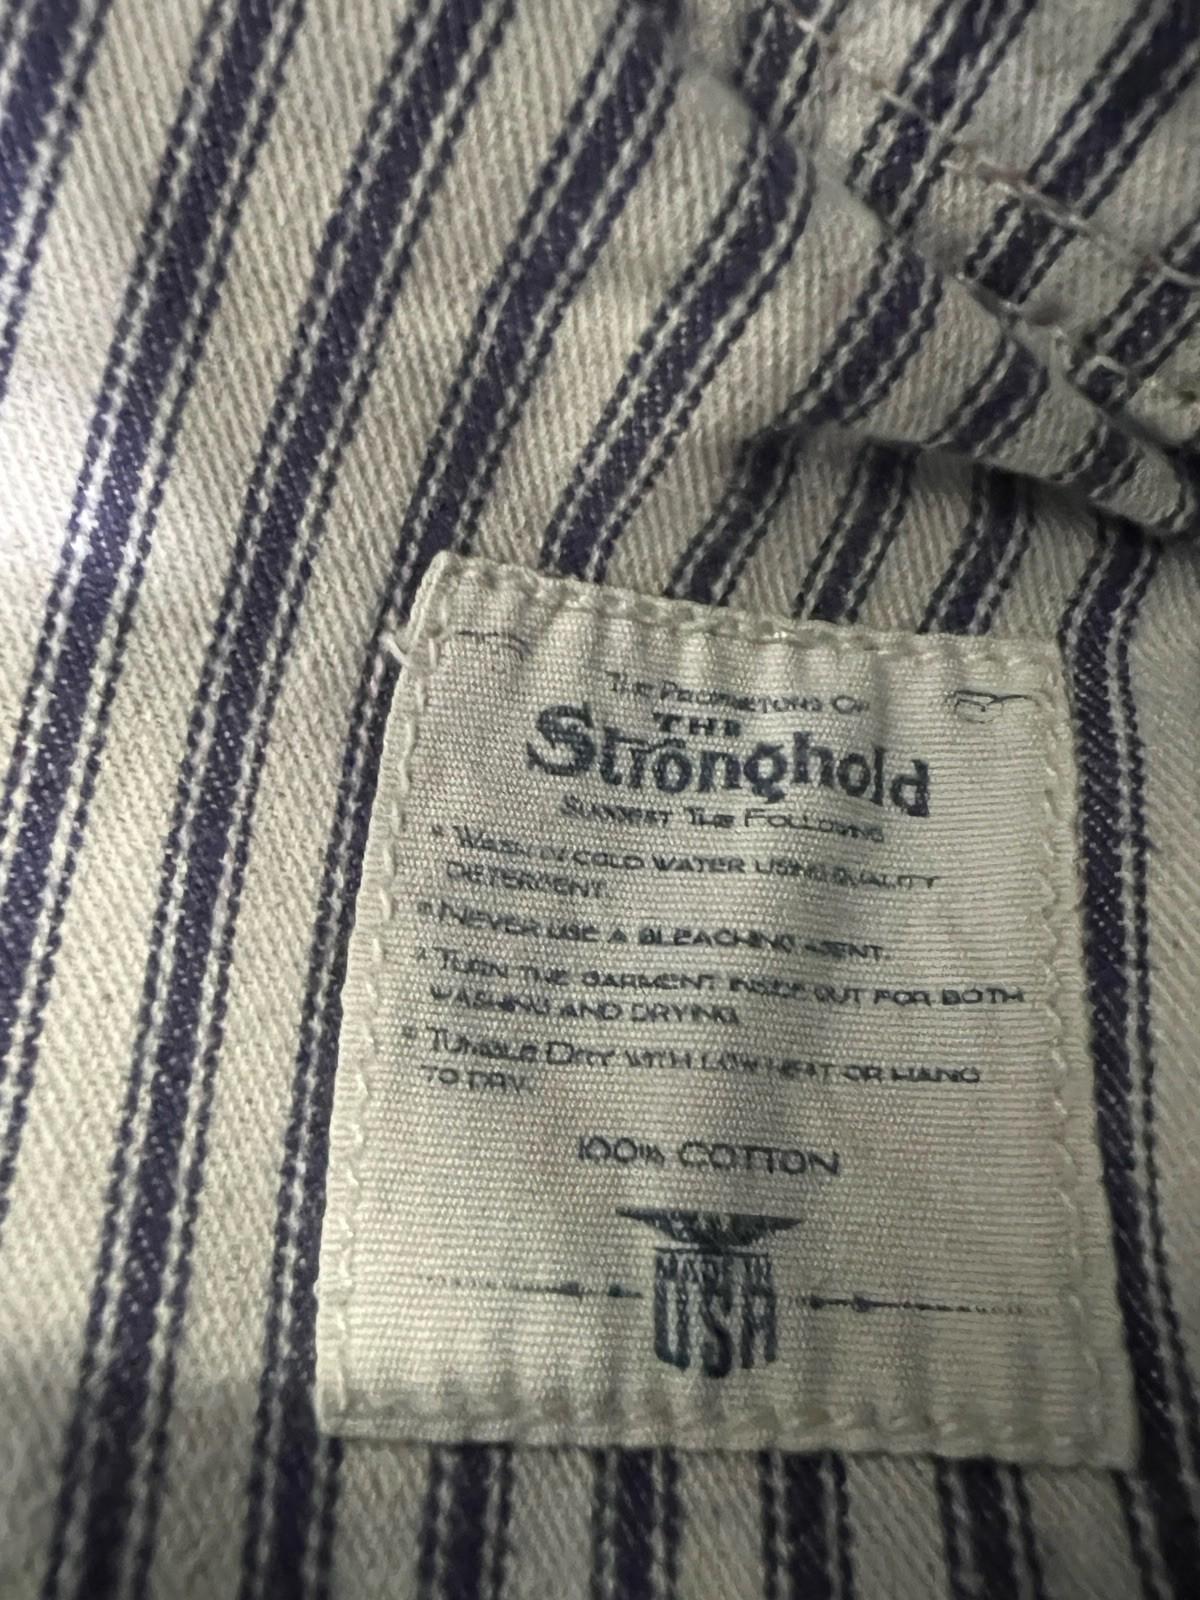 The Proprietors Of
THE
Stronghold
Suggest The Following
* Wash in cold water using quality
detergent.
* Never use a bleaching agent.
* Turn the garment inside out for both
washing and drying.
* Tumble Dry with low heat or hang
to dry.
100% COTTON
MADE IN
USA